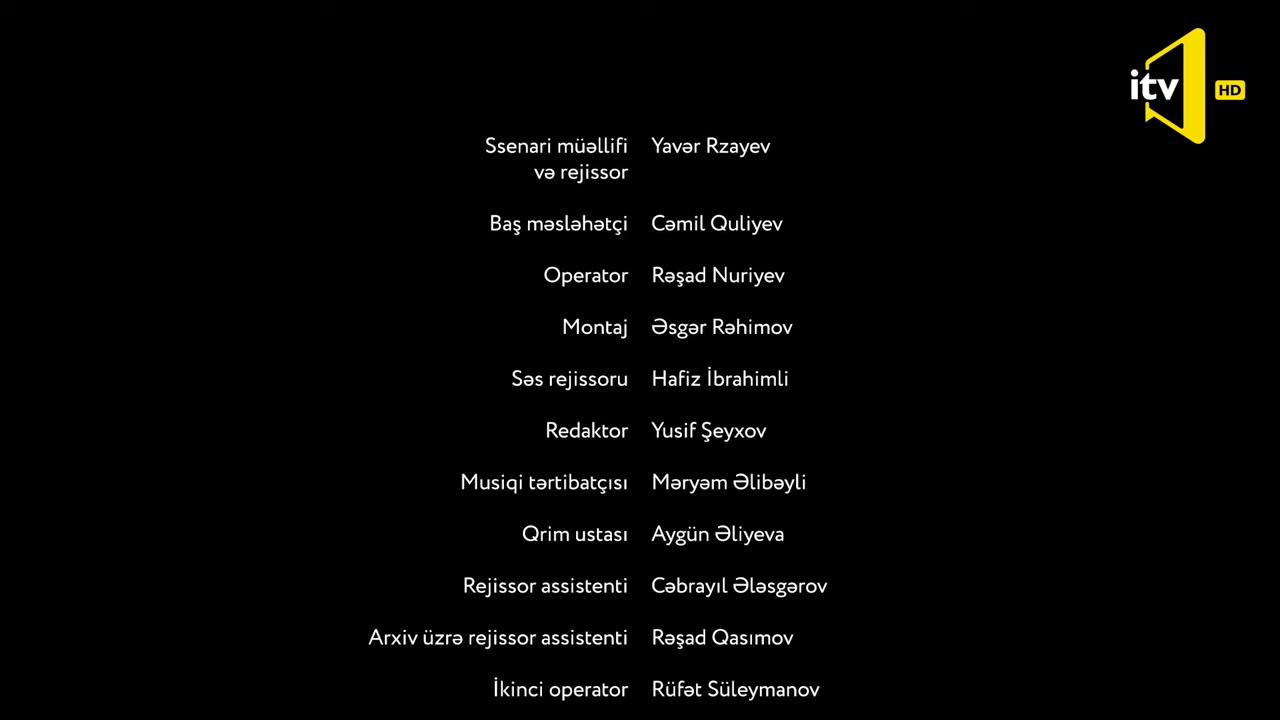 itv HD
Ssenari müəllifi Yavər Rzayev
və rejissor
Baş məsləhətçi Cəmil Quliyev
Operator Rəşad Nuriyev
Montaj Əsgər Rəhimov
Səs rejissoru Hafiz İbrahimli
Redaktor Yusif Şeyxov
Musiqi tərtibatçısı Məryəm Əlibəyli
Qrim ustası Aygün Əliyeva
Rejissor assistenti Cəbrayıl Ələsgərov
Arxiv üzrə rejissor assistenti Rəşad Qasımov
İkinci operator Rüfət Süleymanov